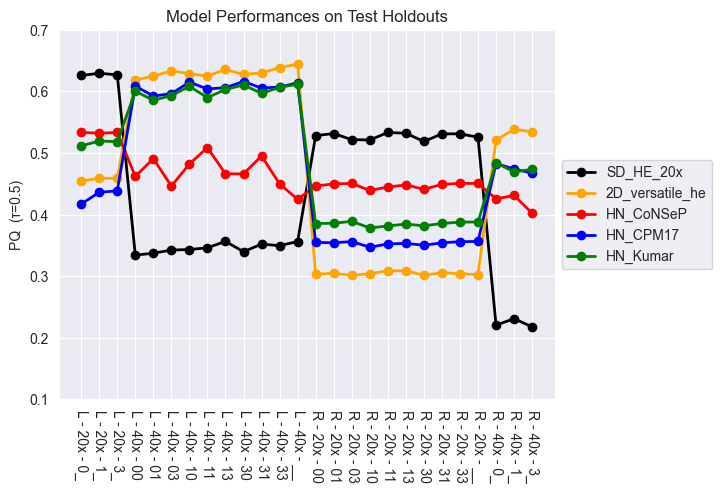 Model Performances on Test Holdouts
0.7
0.6
0.5
0.4
0.3
0.2
0.1
PQ (τ=0.5)
L - 20x - 0_
L - 20x - 1_
L - 20x - 3_
L - 40x - 00
L - 40x - 01
L - 40x - 03
L - 40x - 10
L - 40x - 11
L - 40x - 13
L - 40x - 30
L - 40x - 31
L - 40x - 33
L - 40x - __
R - 20x - 00
R - 20x - 01
R - 20x - 03
R - 20x - 10
R - 20x - 11
R - 20x - 13
R - 20x - 30
R - 20x - 31
R - 20x - 33
R - 20x - __
R - 40x - 0_
R - 40x - 1_
R - 40x - 3_
SD_HE_20x
2D_versatile_he
HN_CoNSeP
HN_CPM17
HN_Kumar